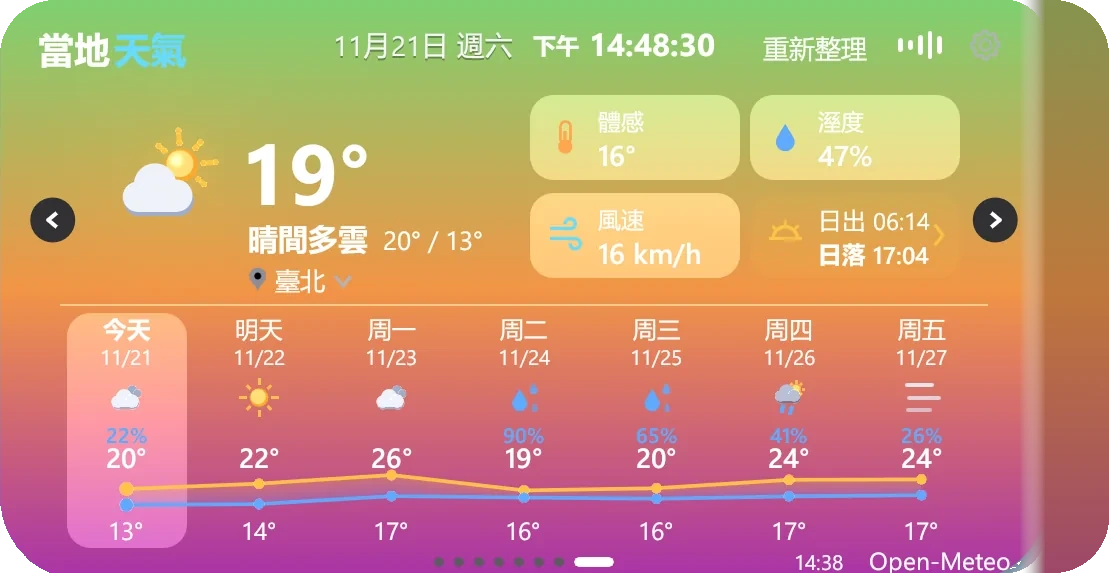 當地天氣 11月21日 週六 下午 14:48:30 重新整理
19°
晴間多雲 20° / 13°
臺北
體感
16°
溼度
47%
風速
16 km/h
日出 06:14
日落 17:04
今天 明天 周一 周二 周三 周四 周五
11/21 11/22 11/23 11/24 11/25 11/26 11/27
22% 90% 65% 41% 26%
20° 22° 26° 19° 20° 24° 24°
13° 14° 17° 16° 16° 17° 17°
14:38 Open-Meteo